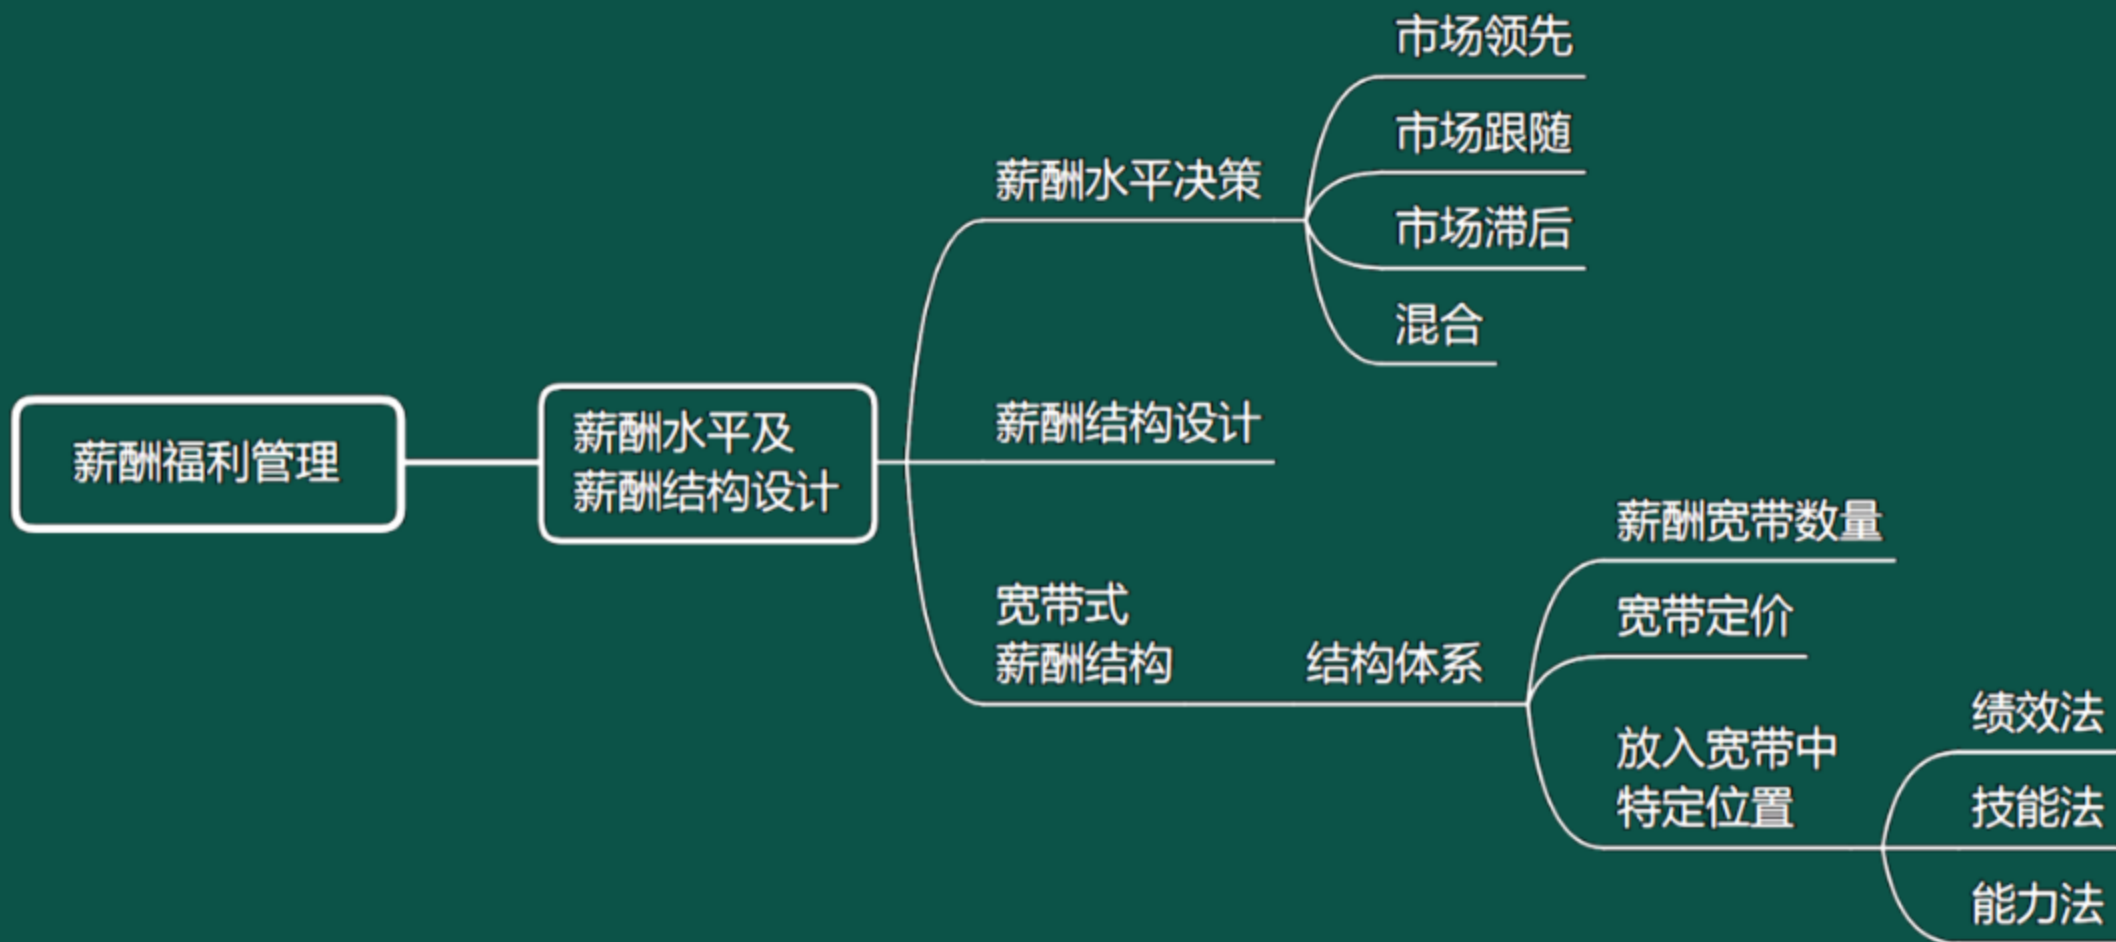 薪酬福利管理
薪酬水平及
薪酬结构设计
薪酬水平决策
市场领先
市场跟随
市场滞后
混合
薪酬结构设计
宽带式
薪酬结构
结构体系
薪酬宽带数量
宽带定价
放入宽带中
特定位置
绩效法
技能法
能力法